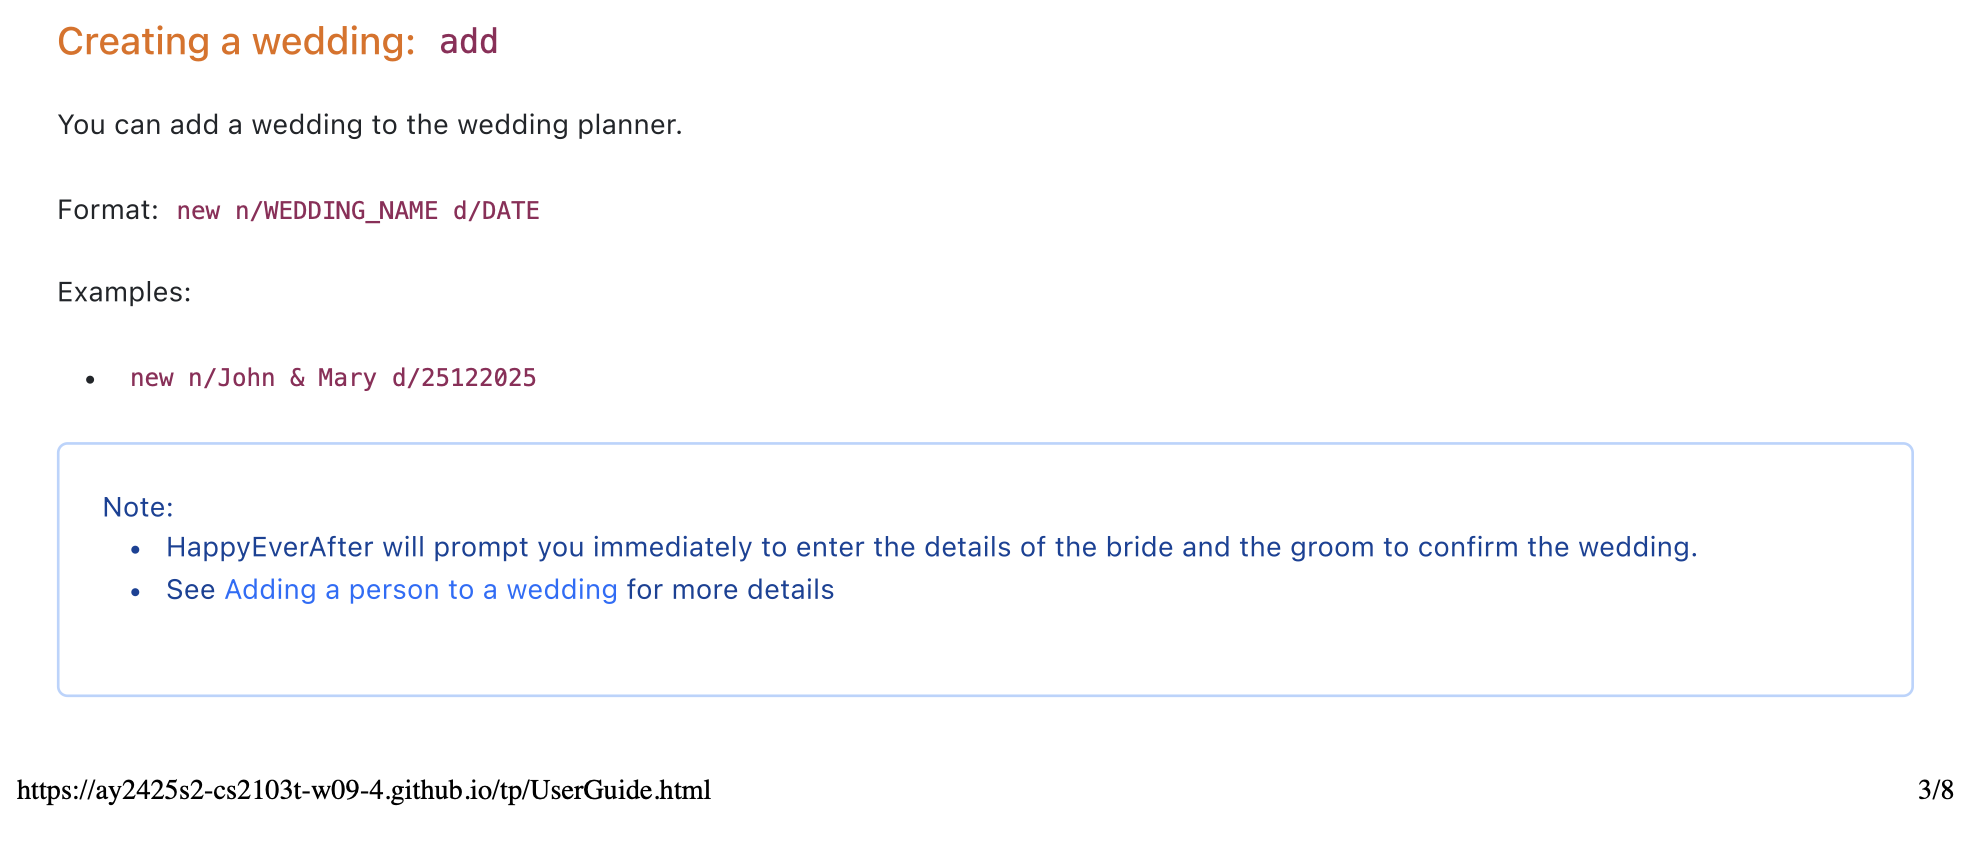 Creating a wedding: add
You can add a wedding to the wedding planner.
Format: new n/WEDDING_NAME d/DATE
Examples:
• new n/John & Mary d/25122025
Note:
• HappyEverAfter will prompt you immediately to enter the details of the bride and the groom to confirm the wedding.
• See Adding a person to a wedding for more details
https://ay2425s2-cs2103t-w09-4.github.io/tp/UserGuide.html 3/8